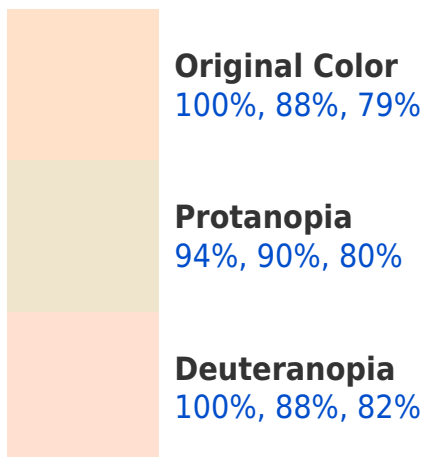 Original Color
100%, 88%, 79%
Protanopia
94%, 90%, 80%
Deuteranopia
100%, 88%, 82%